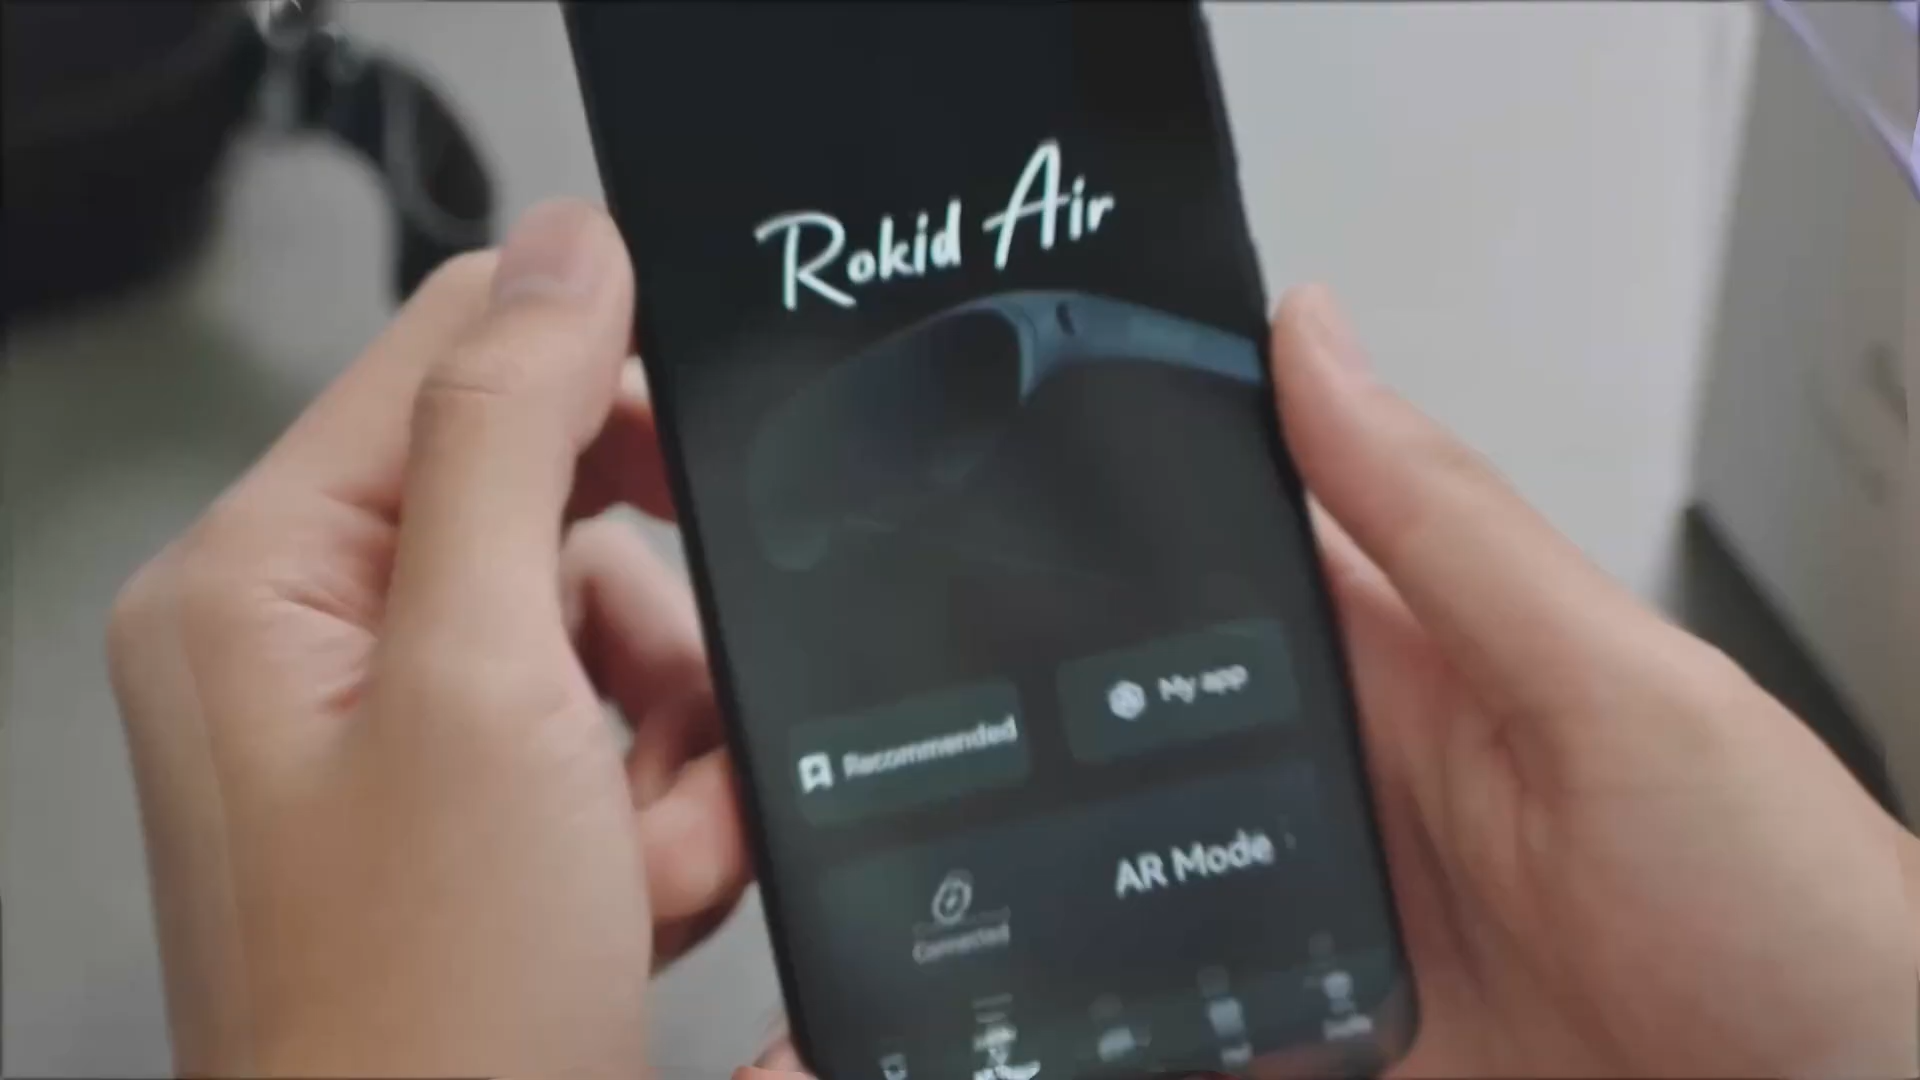 Rokid Air
Recommended
My app
AR Mode
Connected